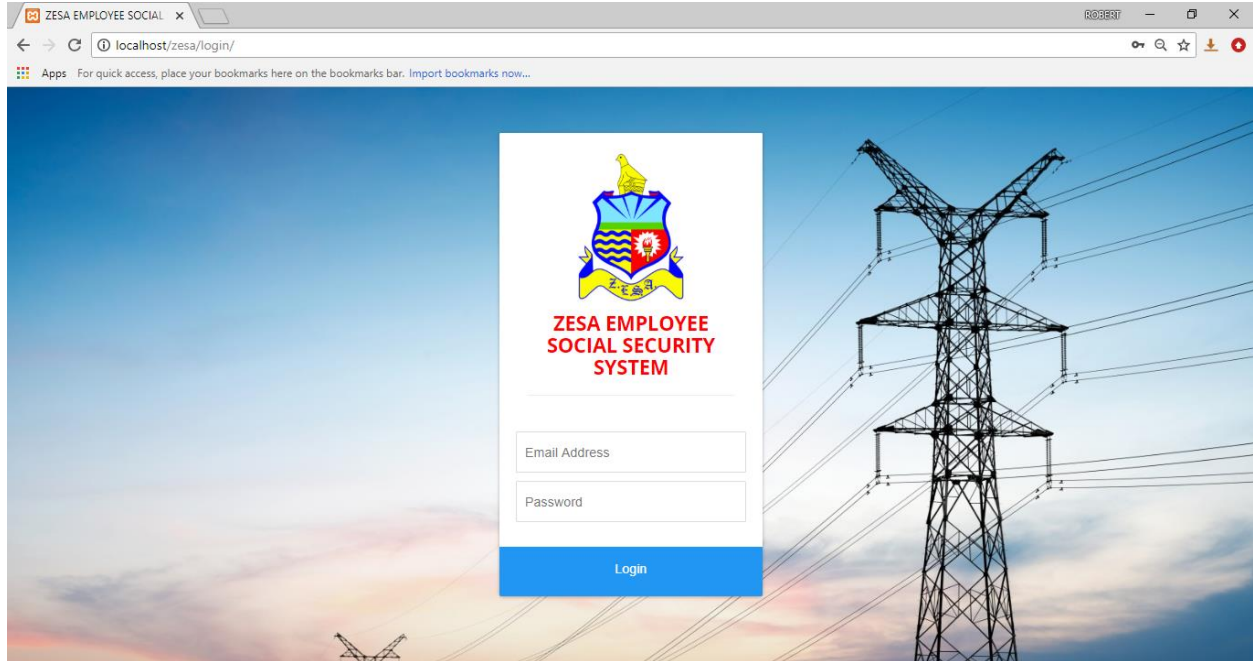 ZESA EMPLOYEE SOCIAL
ROBERT
localhost/zesa/login/
Apps For quick access, place your bookmarks here on the bookmarks bar. Import bookmarks now...
Z.E.S.A.
ZESA EMPLOYEE
SOCIAL SECURITY
SYSTEM
Email Address
Password
Login